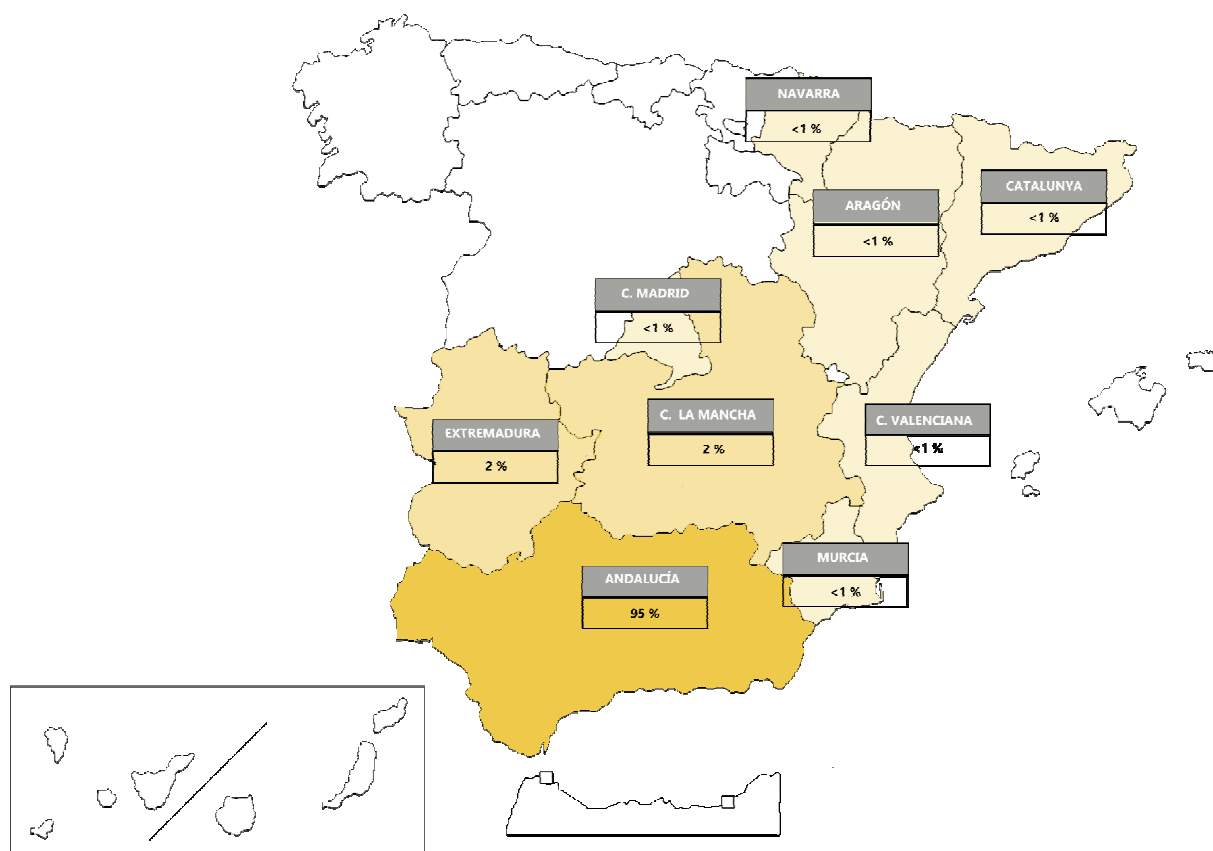 NAVARRA
<1 %
CATALUNYA
<1 %
ARAGÓN
<1 %
C. MADRID
<1 %
C. LA MANCHA
2 %
C. VALENCIANA
<1 %
EXTREMADURA
2 %
MURCIA
<1 %
ANDALUCÍA
95 %